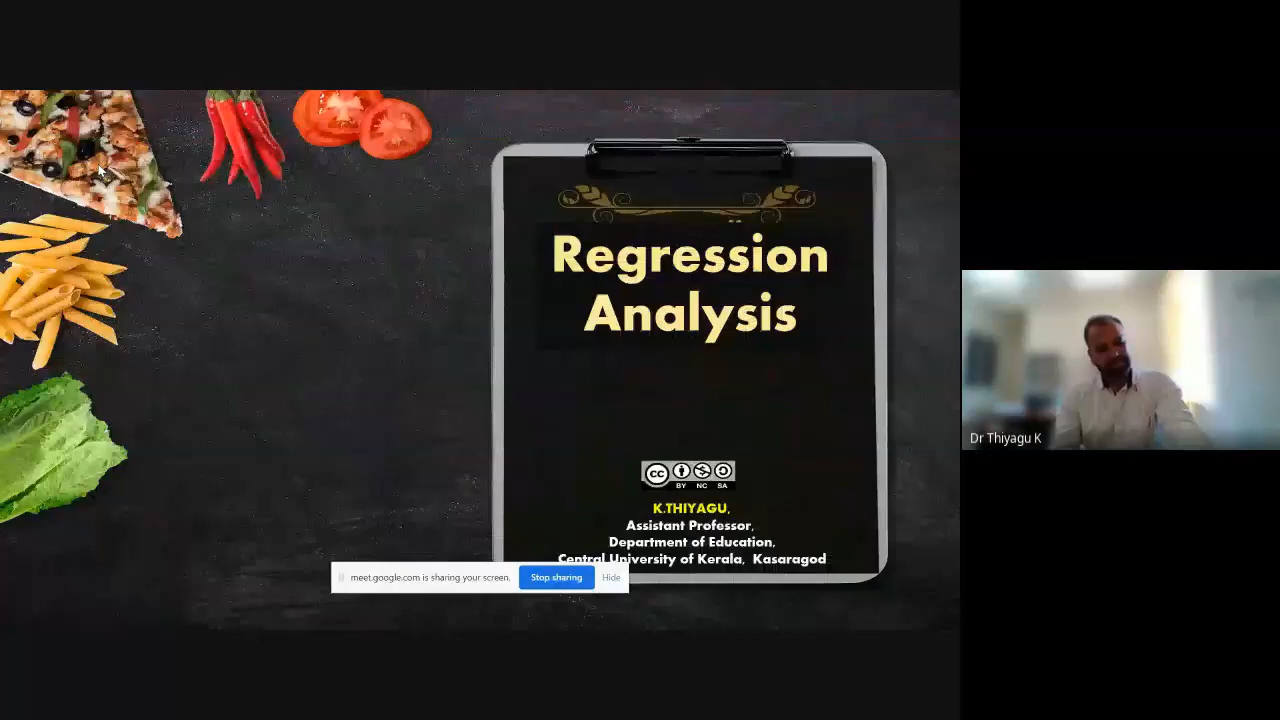 Regression
Analysis
cc
BY NC SA
K.THIYAGU,
Assistant Professor,
Department of Education,
Central University of Kerala, Kasaragod
meet.google.com is sharing your screen.
Stop sharing
Hide
Dr Thiyagu K